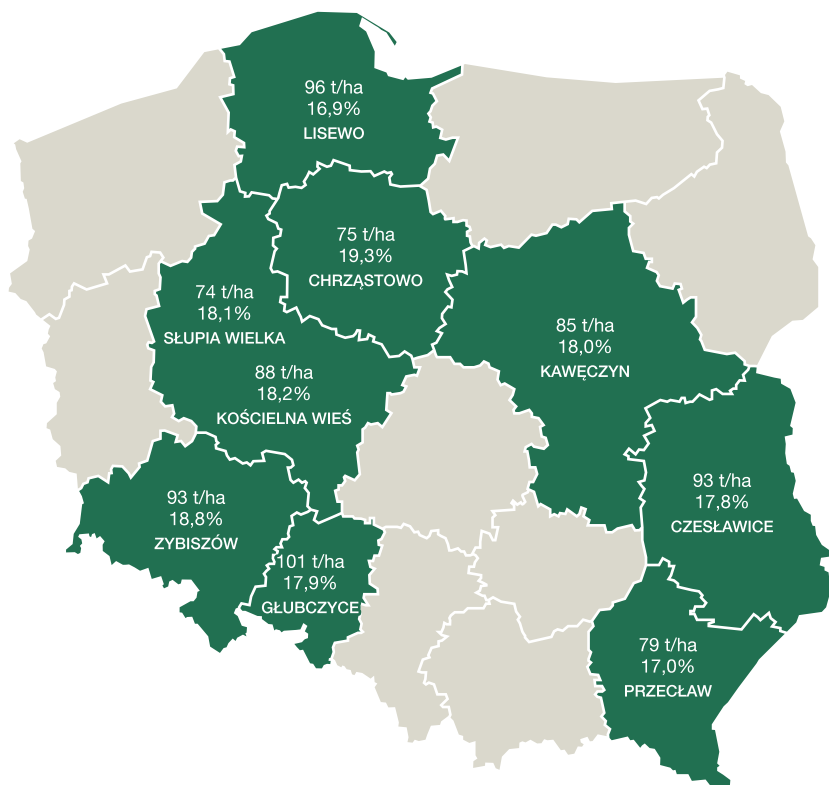 96 t/ha
16,9%
LISEWO
75 t/ha
19,3%
CHRZĄSTOWO
74 t/ha
18,1%
SŁUPIA WIELKA
88 t/ha
18,2%
KOŚCIELNA WIEŚ
85 t/ha
18,0%
KAWĘCZYN
93 t/ha
18,8%
ZYBISZÓW
101 t/ha
17,9%
GŁUBCZYCE
93 t/ha
17,8%
CZESŁAWICE
79 t/ha
17,0%
PRZECŁAW